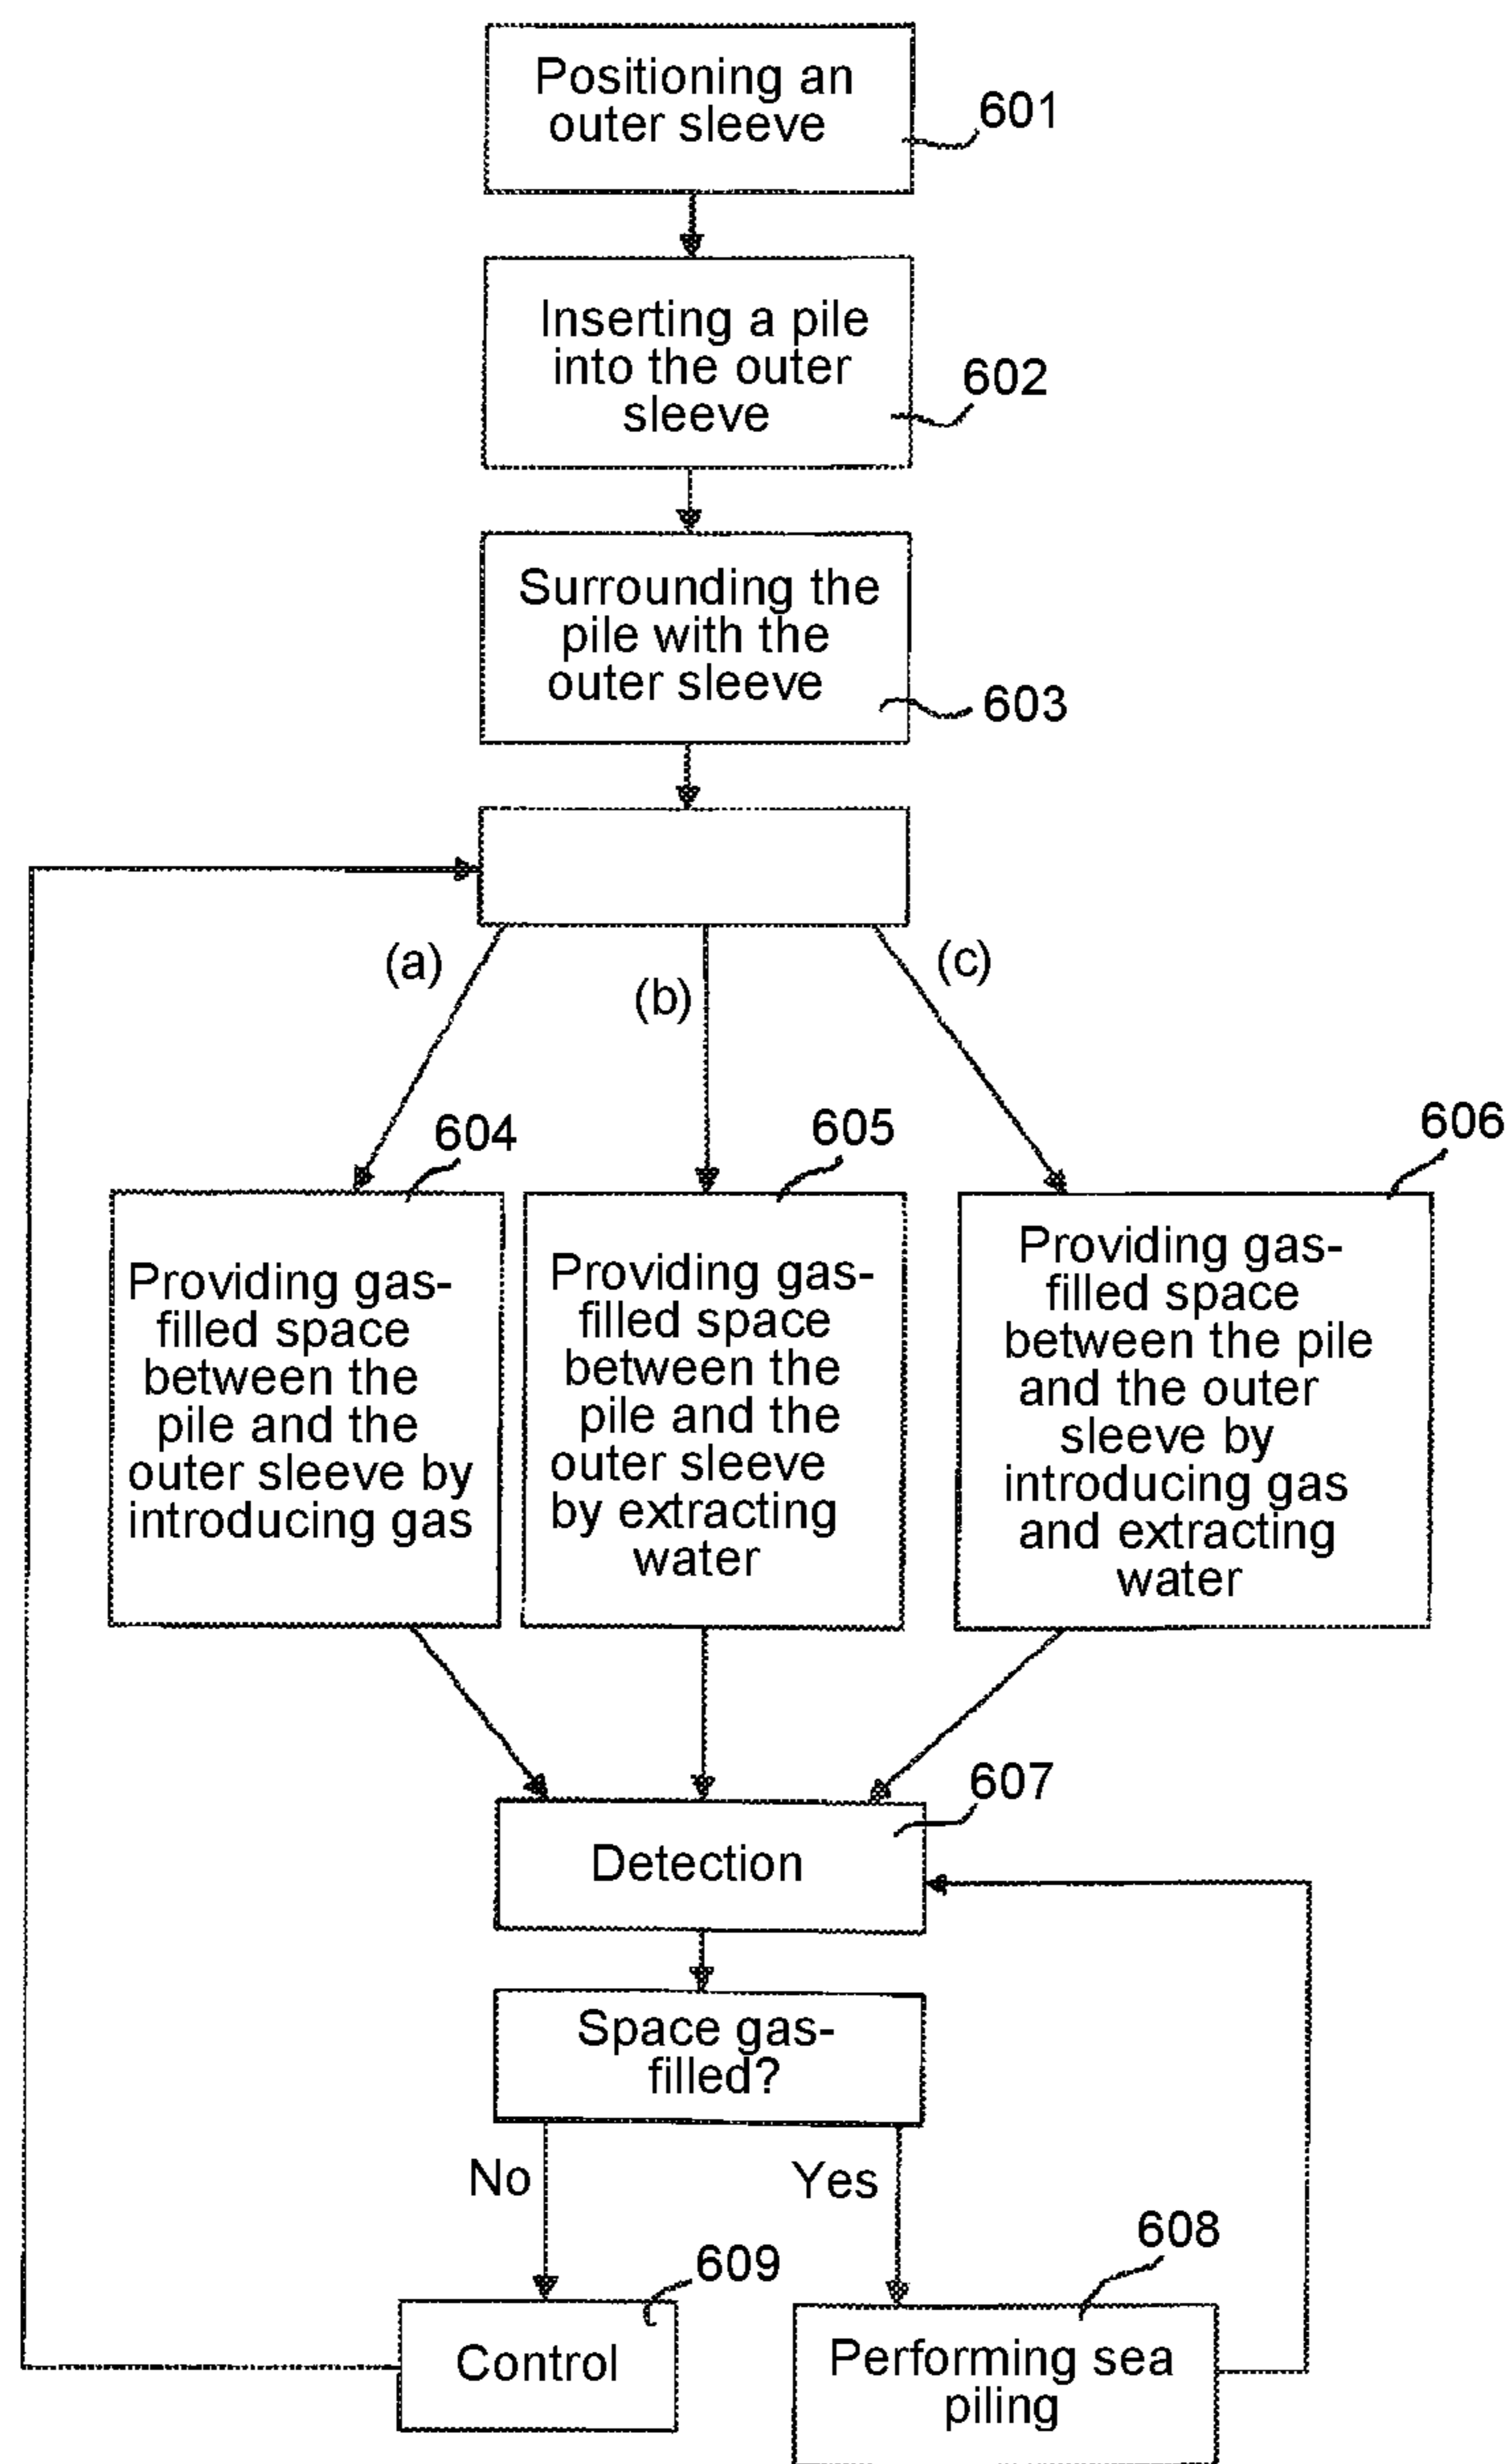 Positioning an
outer sleeve
601
Inserting a pile
into the outer
sleeve
602
Surrounding the
pile with the
outer sleeve
603
(a)
(b)
(c)
604
605
606
Providing gas-
filled space
between the
pile and the
outer sleeve by
introducing gas
Providing gas-
filled space
between the
pile and the
outer sleeve
by extracting
water
Providing gas-
filled space
between the pile
and the outer
sleeve by
introducing gas
and extracting
water
607
Detection
Space gas-
filled?
No
Yes
609
608
Control
Performing sea
piling